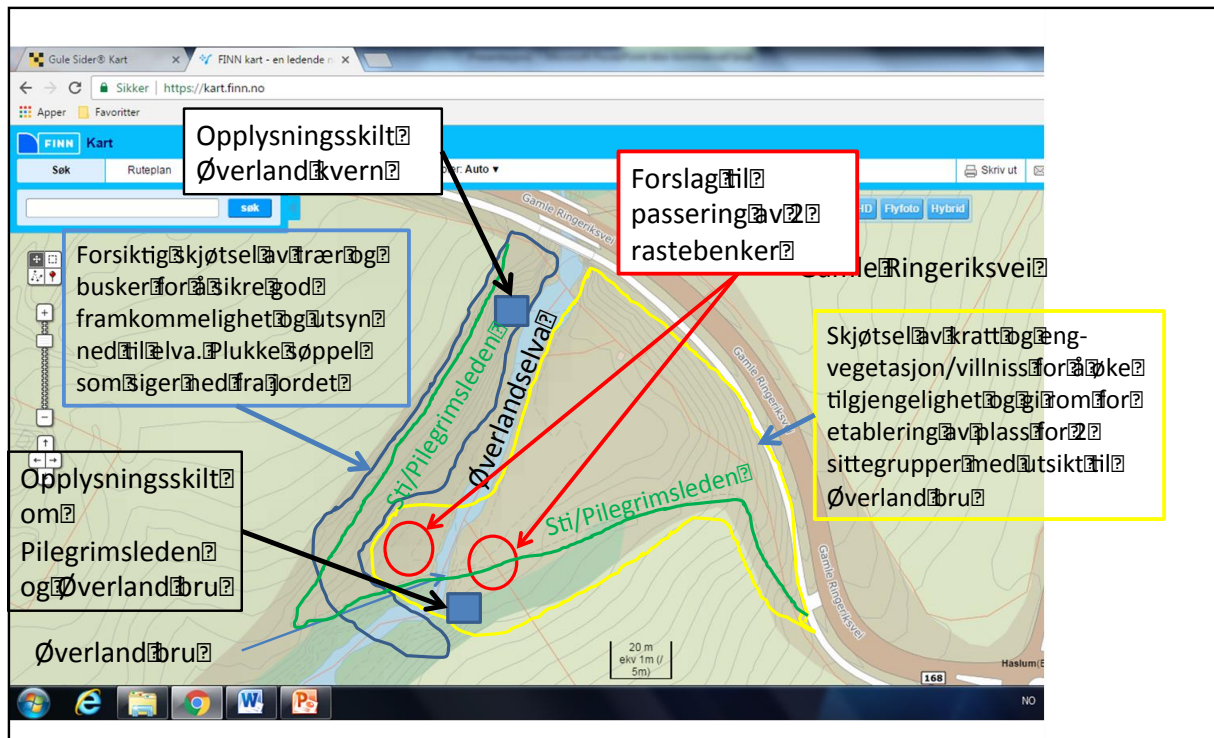 Gule Sider® Kart
FINN kart - en ledende n
Sikker | https://kart.finn.no
Apper
Favoritter
FINN Kart
Søk
Ruteplan
Auto ▾
Skriv ut
søk
HD
Flyfoto
Hybrid
Opplysningsskilt
Øverland kvern
Forslag til
passering av 2
rastebenker
Forsiktig skjøtsel av trær og
busker for å sikre god
framkommelighet og utsyn
ned til elva. Plukke søppel
som siger ned fra jordet
Gamle Ringeriksvei
Gamle Ringeriksvei
Skjøtsel av kratt og eng-
vegetasjon/villniss for å øke
tilgjengelighet og gi rom for
etablering av plass for 2
sittegrupper med utsikt til
Øverland bru
Sti/Pilegrimsleden
Øverlandselva
Sti/Pilegrimsleden
Gamle Ringeriksvei
Gamle Ringeriksvei
Opplysningsskilt
om
Pilegrimsleden
og Øverland bru
Øverland bru
20 m
ekv 1m (/
5m)
168
Haslum(E
NO